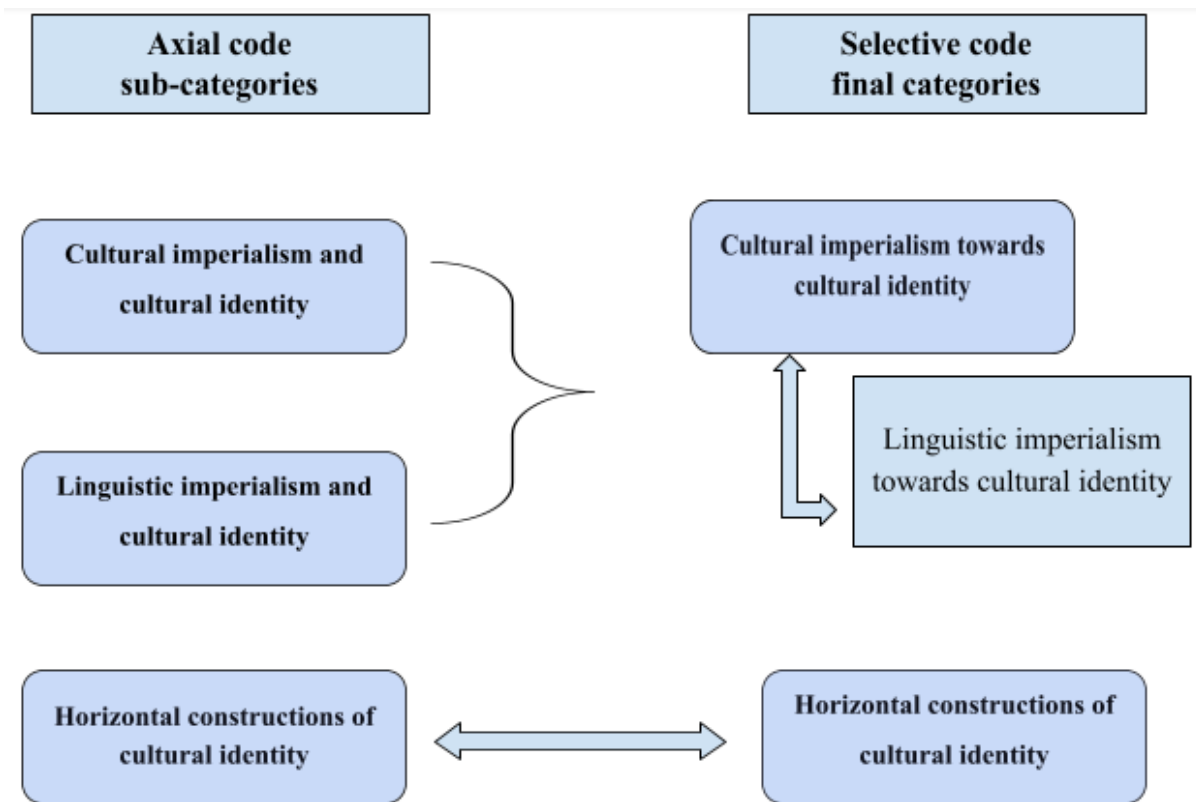 Axial code
sub-categories
Selective code
final categories
Cultural imperialism and
cultural identity
Cultural imperialism towards
cultural identity
Linguistic imperialism and
cultural identity
Linguistic imperialism
towards cultural identity
Horizontal constructions of
cultural identity
Horizontal constructions of
cultural identity